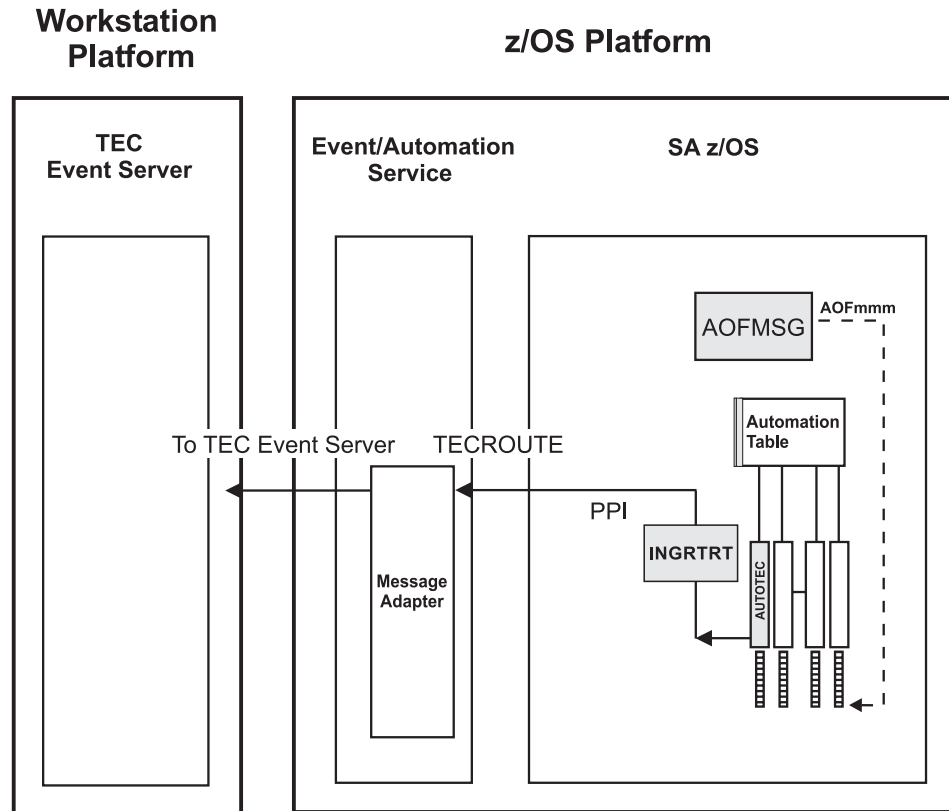 Workstation
Platform
z/OS Platform
TEC
Event Server
Event/Automation
Service
SA z/OS
AOFMSG
AOFmmm
Automation
Table
To TEC Event Server
TECROUTE
PPI
INGRTRT
AUTOTEC
Message
Adapter